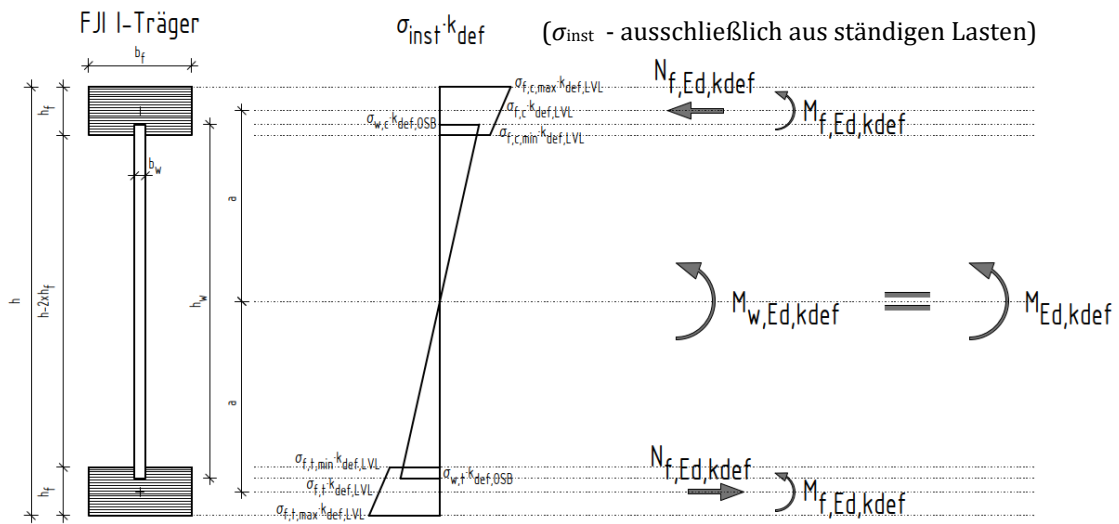 FJI I-Träger
σinst·kdef
(σinst - ausschließlich aus ständigen Lasten)
bf
hf
bw
h
h-2xhf
hw
a
a
hf
σf,c,max·kdef,LVL
σf,c·kdef,LVL
σw,c·kdef,OSB
σf,c,min·kdef,LVL
Nf,Ed,kdef
Mf,Ed,kdef
Mw,Ed,kdef
=
MEd,kdef
σf,t,min·kdef,LVL
σw,t·kdef,OSB
σf,t·kdef,LVL
σf,t,max·kdef,LVL
Nf,Ed,kdef
Mf,Ed,kdef